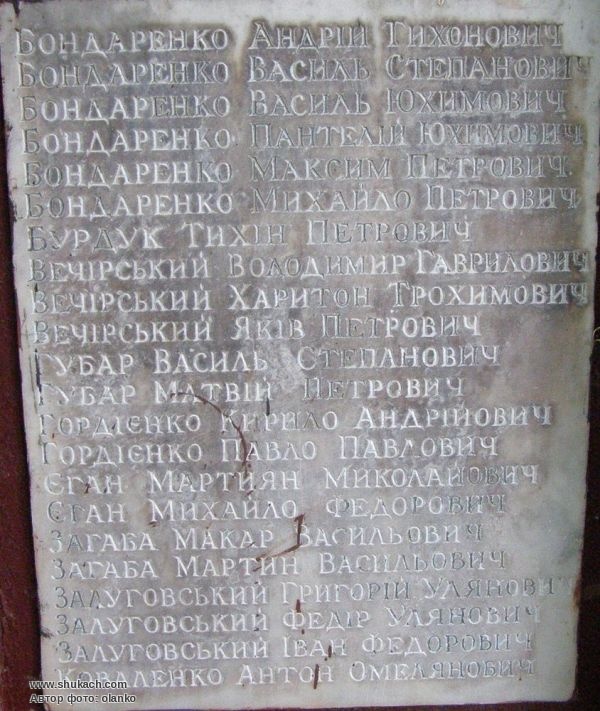 Бондаренко Андрій Тихонович
Бондаренко Василь Степанович
Бондаренко Василь Юхимович
Бондаренко Пантелій Юхимович
Бондаренко Максим Петрович
Бондаренко Михайло Петрович
Бурдук Тихін Петрович
Вечірський Володимир Гаврилович
Вечірський Харитон Трохимович
Вечірський Яків Петрович
Губар Василь Степанович
Губар Матвій Петрович
Гордієнко Кирило Андрійович
Гордієнко Павло Павлович
Єган Мартиян Миколайович
Єган Михайло Федорович
Загаба Макар Васильович
Загаба Мартин Васильович
Залуговський Григорій Улянович
Залуговський Федір Улянович
Залуговський Іван Федорович
Коваленко Антон Омелянович
www.shukach.com
Автор фото: olanko